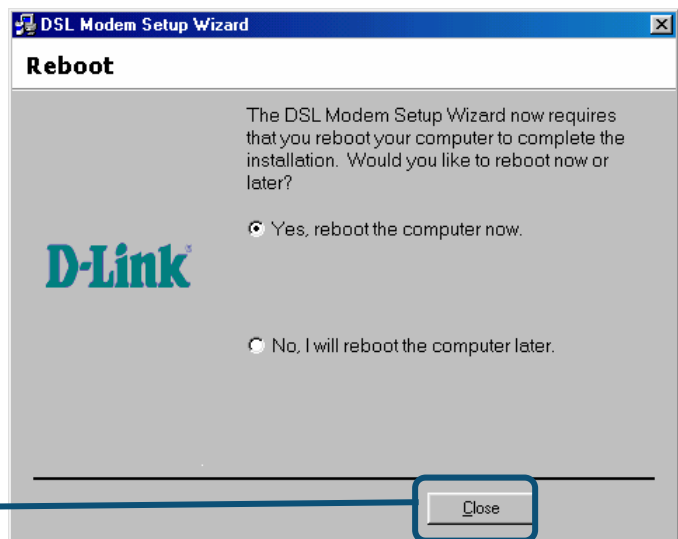 DSL Modem Setup Wizard
Reboot
The DSL Modem Setup Wizard now requires
that you reboot your computer to complete the
installation. Would you like to reboot now or
later?
Yes, reboot the computer now.
D-Link®
No, I will reboot the computer later.
Close